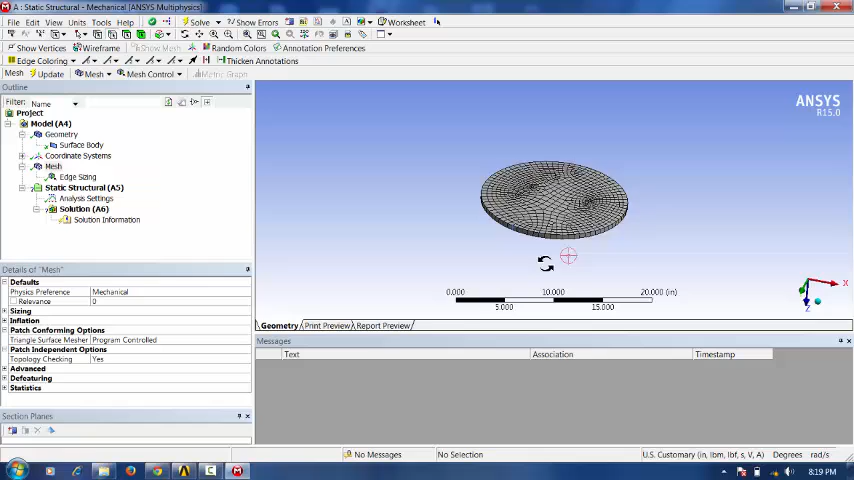 A : Static Structural - Mechanical [ANSYS Multiphysics]
File Edit View Units Tools Help Solve Show Errors Worksheet
Show Vertices Wireframe Show Mesh Random Colors Annotation Preferences
Edge Coloring Thicken Annotations
Mesh Update Mesh Mesh Control Metric Graph
Outline
Filter: Name
Project
Model (A4)
Geometry
Surface Body
Coordinate Systems
Mesh
Edge Sizing
Static Structural (A5)
Analysis Settings
Solution (A6)
Solution Information
Details of "Mesh"
Defaults
Physics Preference Mechanical
Relevance 0
Sizing
Inflation
Patch Conforming Options
Triangle Surface Mesher Program Controlled
Patch Independent Options
Topology Checking Yes
Advanced
Defeaturing
Statistics
Section Planes
ANSYS
R15.0
0.000 10.000 20.000 (in)
5.000 15.000
X
Z
Geometry Print Preview Report Preview
Messages
Text Association Timestamp
No Messages No Selection U.S. Customary (in, lbm, lbf, s, V, A) Degrees rad/s
8:19 PM